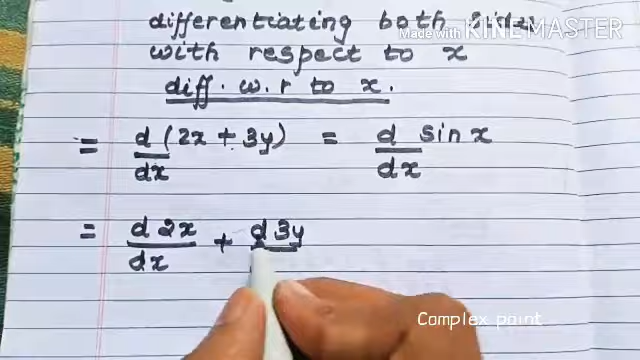 differentiating both sides
Made with KINEMASTER
with respect to x
diff. w.r to x.
= d/dx (2x + 3y) = d/dx sin x
= d 2x/dx + d 3y
Complex point